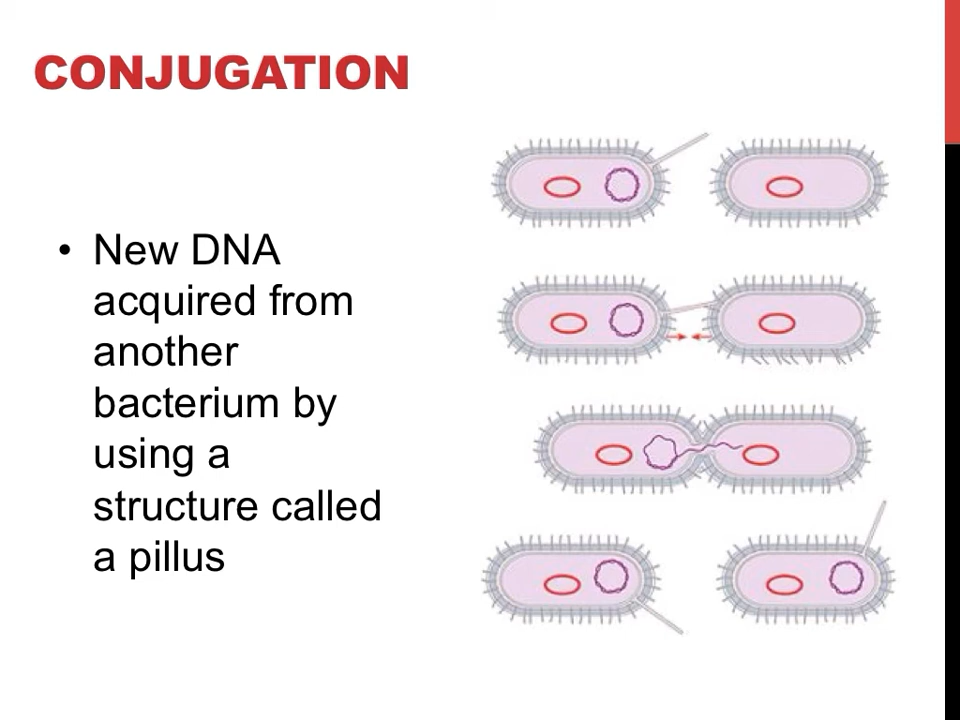 CONJUGATION
• New DNA
acquired from
another
bacterium by
using a
structure called
a pillus